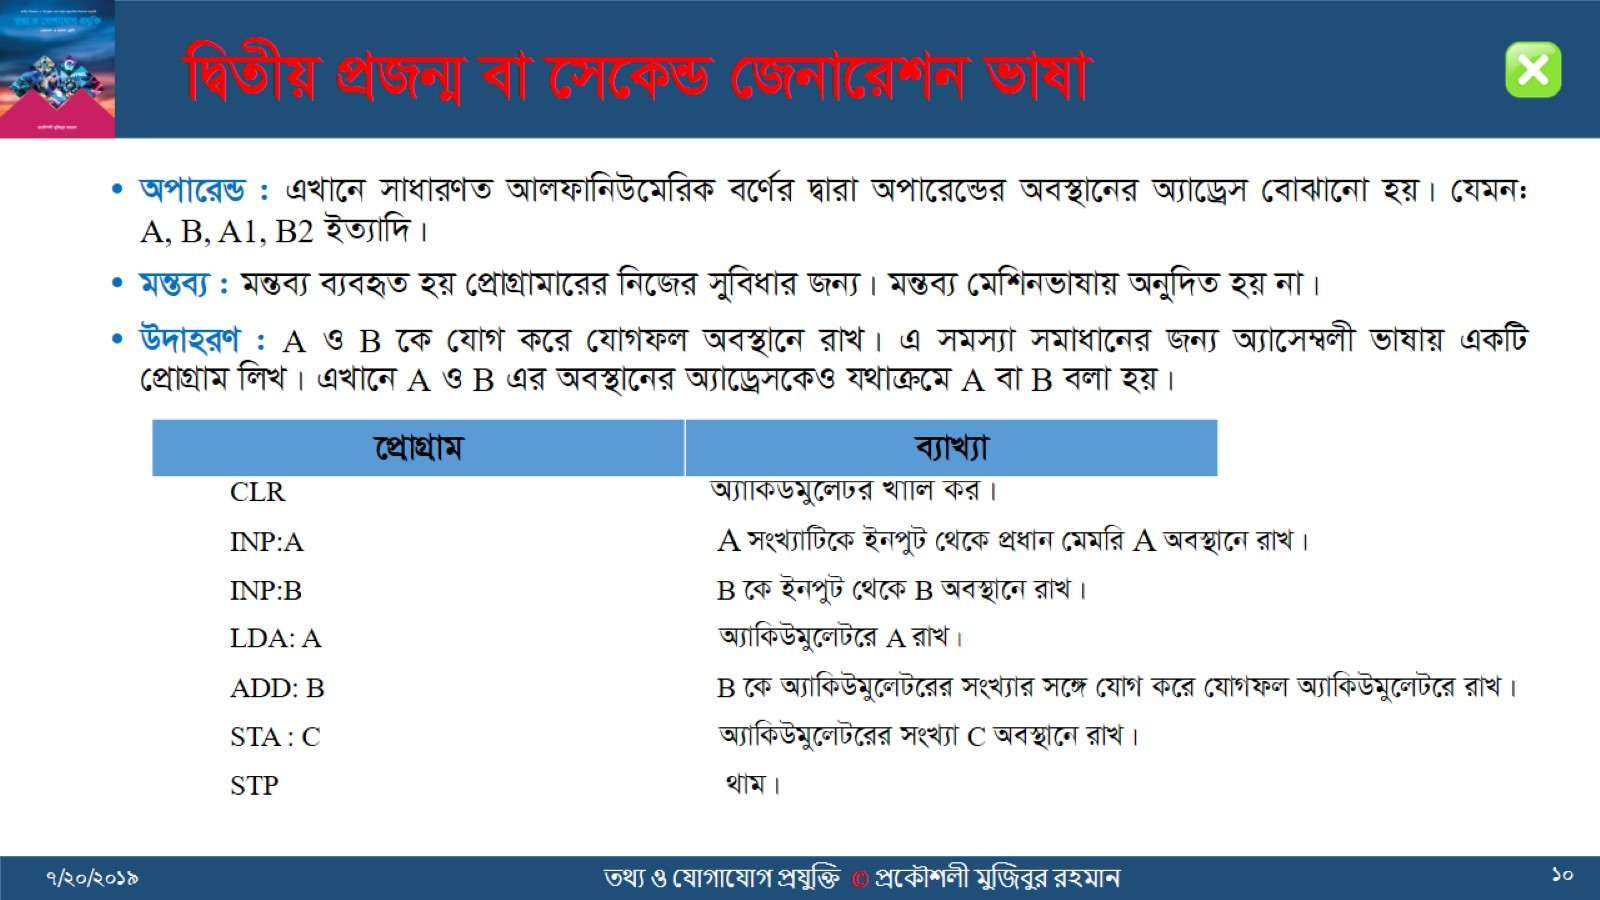 তথ্য ও যোগাযোগ প্রযুক্তি
দ্বিতীয় প্রজন্ম বা সেকেন্ড জেনারেশন ভাষা
• অপারেন্ড : এখানে সাধারণত আলফানিউমেরিক বর্ণের দ্বারা অপারেন্ডের অবস্থানের অ্যাড্রেস বোঝানো হয়। যেমন:
A, B, A1, B2 ইত্যাদি।
• মন্তব্য : মন্তব্য ব্যবহৃত হয় প্রোগ্রামারের নিজের সুবিধার জন্য। মন্তব্য মেশিনভাষায় অনুদিত হয় না।
• উদাহরণ : A ও B কে যোগ করে যোগফল অবস্থানে রাখ। এ সমস্যা সমাধানের জন্য অ্যাসেম্বলী ভাষায় একটি
প্রোগ্রাম লিখ। এখানে A ও B এর অবস্থানের অ্যাড্রেসকেও যথাক্রমে A বা B বলা হয়।
প্রোগ্রাম ব্যাখ্যা
CLR অ্যাকিউমুলেটর খালি কর।
INP:A A সংখ্যাটিকে ইনপুট থেকে প্রধান মেমরি A অবস্থানে রাখ।
INP:B B কে ইনপুট থেকে B অবস্থানে রাখ।
LDA: A অ্যাকিউমুলেটরে A রাখ।
ADD: B B কে অ্যাকিউমুলেটরের সংখ্যার সঙ্গে যোগ করে যোগফল অ্যাকিউমুলেটরে রাখ।
STA : C অ্যাকিউমুলেটরের সংখ্যা C অবস্থানে রাখ।
STP থাম।
৭/২০/২০১৯ তথ্য ও যোগাযোগ প্রযুক্তি © প্রকৌশলী মুজিবুর রহমান ১০